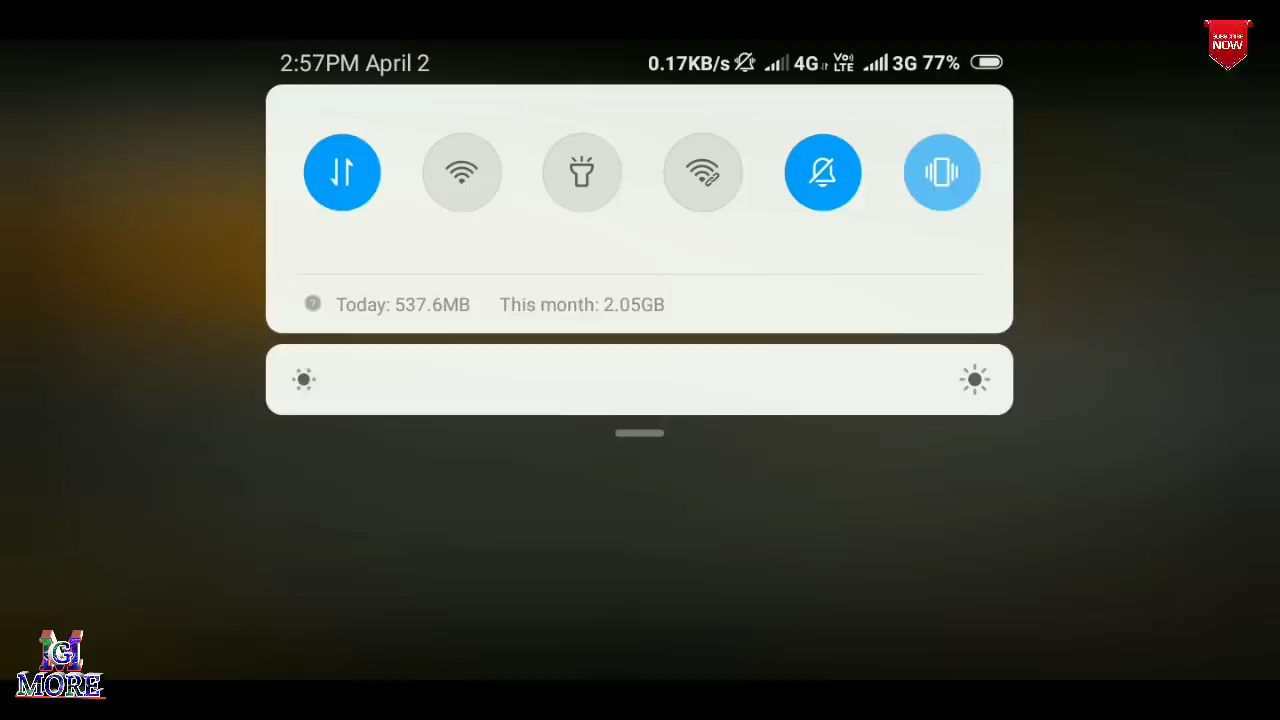 SUBSCRIBE
NOW
2:57PM April 2
0.17KB/s 4G Vo) LTE 3G 77%
?
Today: 537.6MB This month: 2.05GB
M
G
MORE